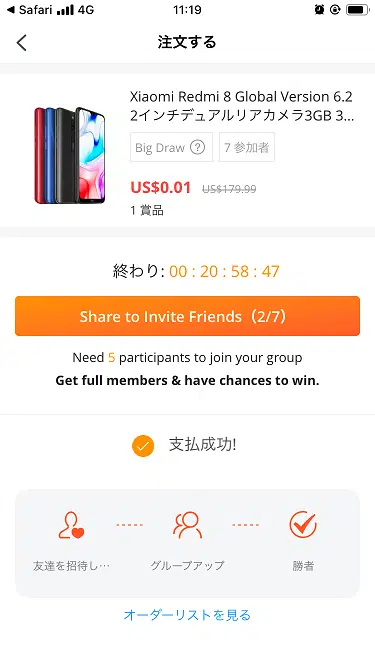 Safari 4G 11:19
注文する
Xiaomi Redmi 8 Global Version 6.2
2インチデュアルリアカメラ3GB 3...
Big Draw ? 7 参加者
US$0.01 US$179.99
1 賞品
終わり: 00 : 20 : 58 : 47
Share to Invite Friends（2/7）
Need 5 participants to join your group
Get full members & have chances to win.
支払成功!
友達を招待し… グループアップ 勝者
オーダーリストを見る